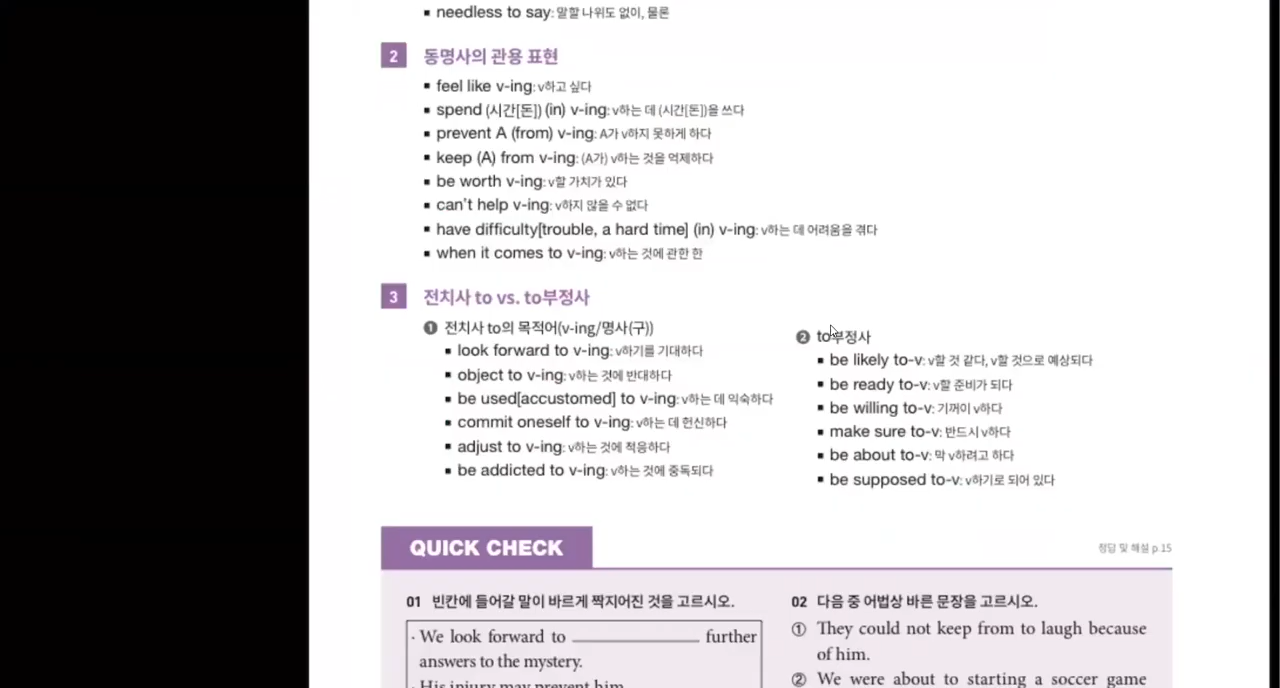 ▪ needless to say: 말할 나위도 없이, 물론
2 동명사의 관용 표현
▪ feel like v-ing: v하고 싶다
▪ spend (시간[돈]) (in) v-ing: v하는 데 (시간[돈])을 쓰다
▪ prevent A (from) v-ing: A가 v하지 못하게 하다
▪ keep (A) from v-ing: (A가) v하는 것을 억제하다
▪ be worth v-ing: v할 가치가 있다
▪ can't help v-ing: v하지 않을 수 없다
▪ have difficulty[trouble, a hard time] (in) v-ing: v하는 데 어려움을 겪다
▪ when it comes to v-ing: v하는 것에 관한 한
3 전치사 to vs. to부정사
❶ 전치사 to의 목적어(v-ing/명사(구))
▪ look forward to v-ing: v하기를 기대하다
▪ object to v-ing: v하는 것에 반대하다
▪ be used[accustomed] to v-ing: v하는 데 익숙하다
▪ commit oneself to v-ing: v하는 데 헌신하다
▪ adjust to v-ing: v하는 것에 적응하다
▪ be addicted to v-ing: v하는 것에 중독되다
❷ to부정사
▪ be likely to-v: v할 것 같다, v할 것으로 예상되다
▪ be ready to-v: v할 준비가 되다
▪ be willing to-v: 기꺼이 v하다
▪ make sure to-v: 반드시 v하다
▪ be about to-v: 막 v하려고 하다
▪ be supposed to-v: v하기로 되어 있다
QUICK CHECK
정답 및 해설 p.15
01 빈칸에 들어갈 말이 바르게 짝지어진 것을 고르시오.
· We look forward to ________ further
answers to the mystery.
· His injury may prevent him
02 다음 중 어법상 바른 문장을 고르시오.
① They could not keep from to laugh because
of him.
② We were about to starting a soccer game